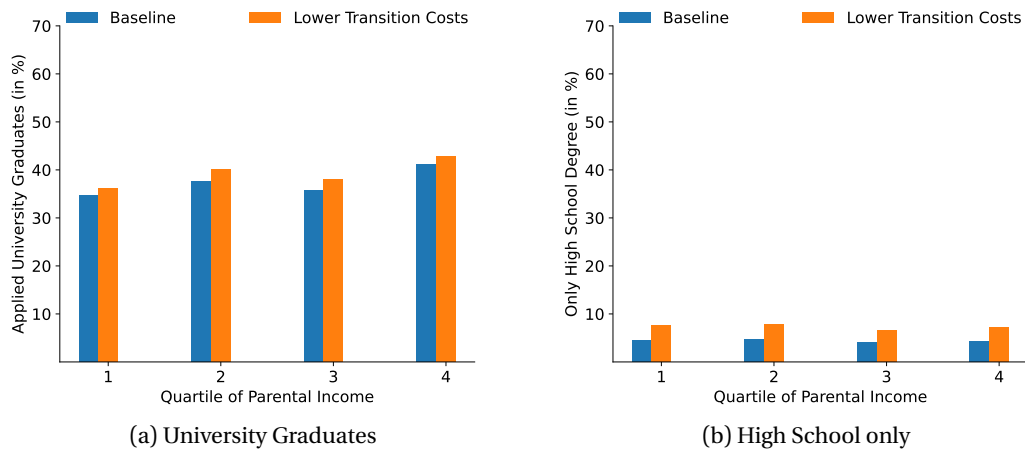 Baseline
Lower Transition Costs
70
60
50
40
30
20
10
Applied University Graduates (in %)
1 2 3 4
Quartile of Parental Income
(a) University Graduates
Baseline
Lower Transition Costs
70
60
50
40
30
20
10
Only High School Degree (in %)
1 2 3 4
Quartile of Parental Income
(b) High School only